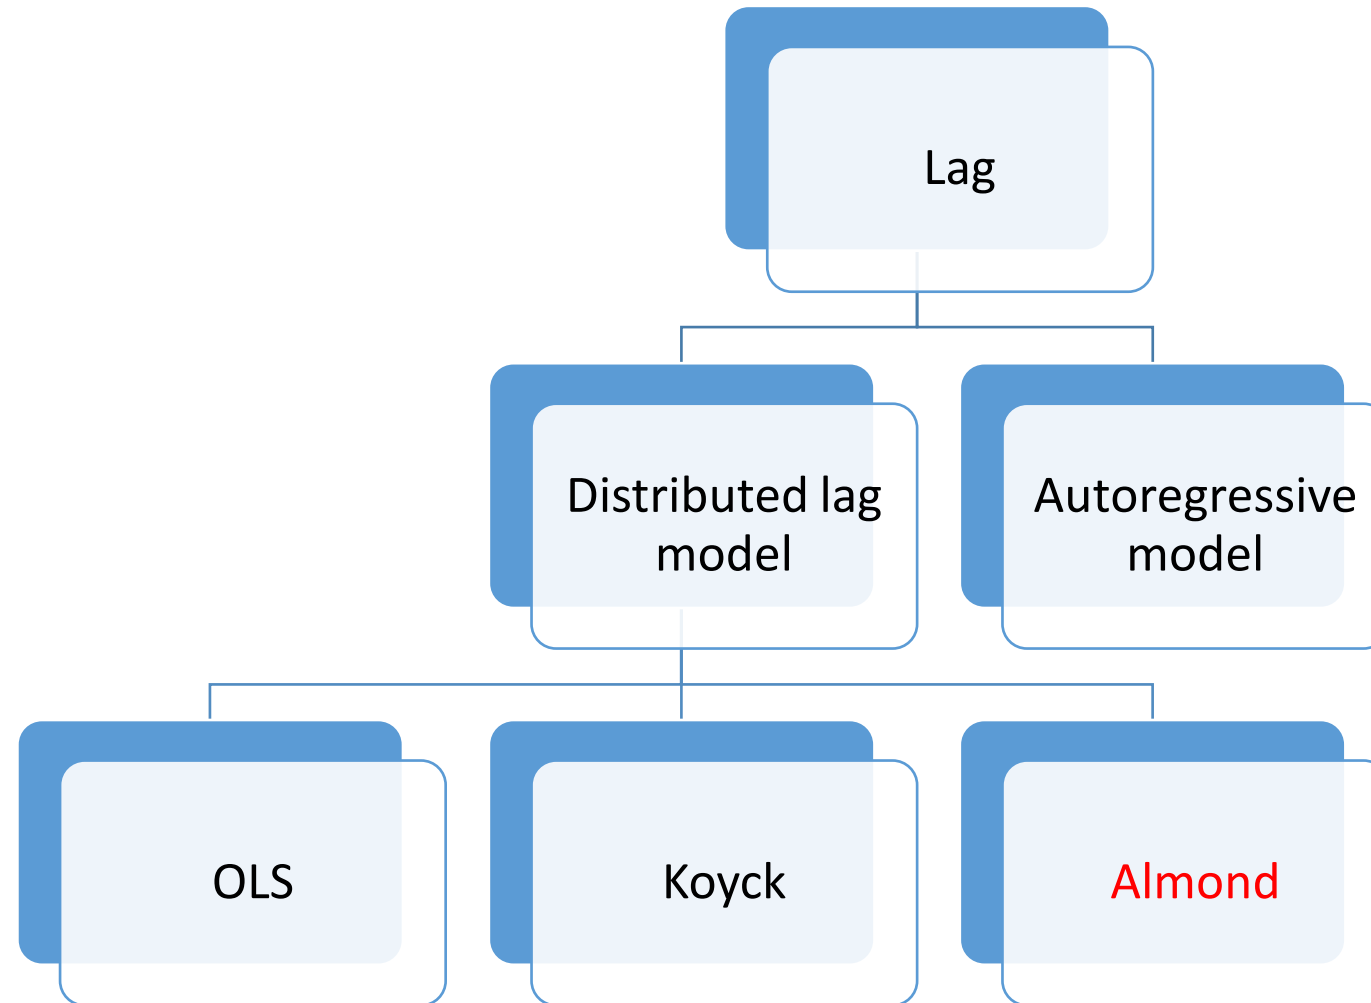 Lag
Distributed lag
model
Autoregressive
model
OLS
Koyck
Almond